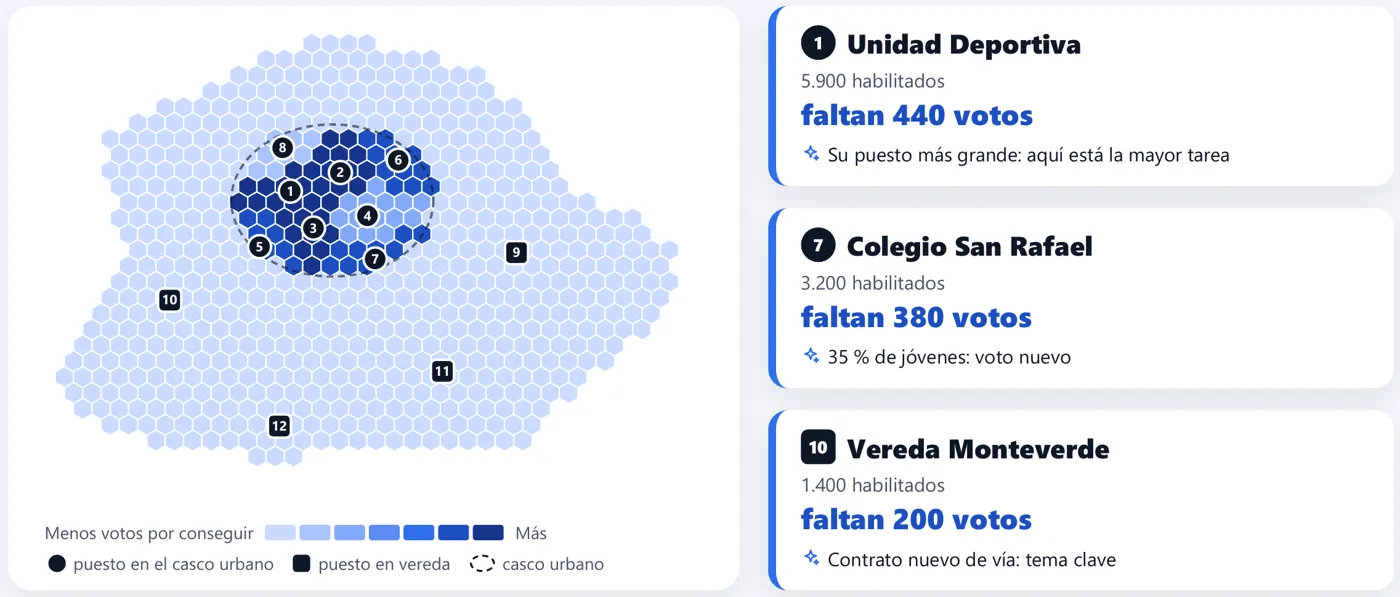 8
6
2
1
4
3
5
7
9
10
11
12
Menos votos por conseguir Más
puesto en el casco urbano puesto en vereda casco urbano
1 Unidad Deportiva
5.900 habilitados
faltan 440 votos
Su puesto más grande: aquí está la mayor tarea
7 Colegio San Rafael
3.200 habilitados
faltan 380 votos
35 % de jóvenes: voto nuevo
10 Vereda Monteverde
1.400 habilitados
faltan 200 votos
Contrato nuevo de vía: tema clave